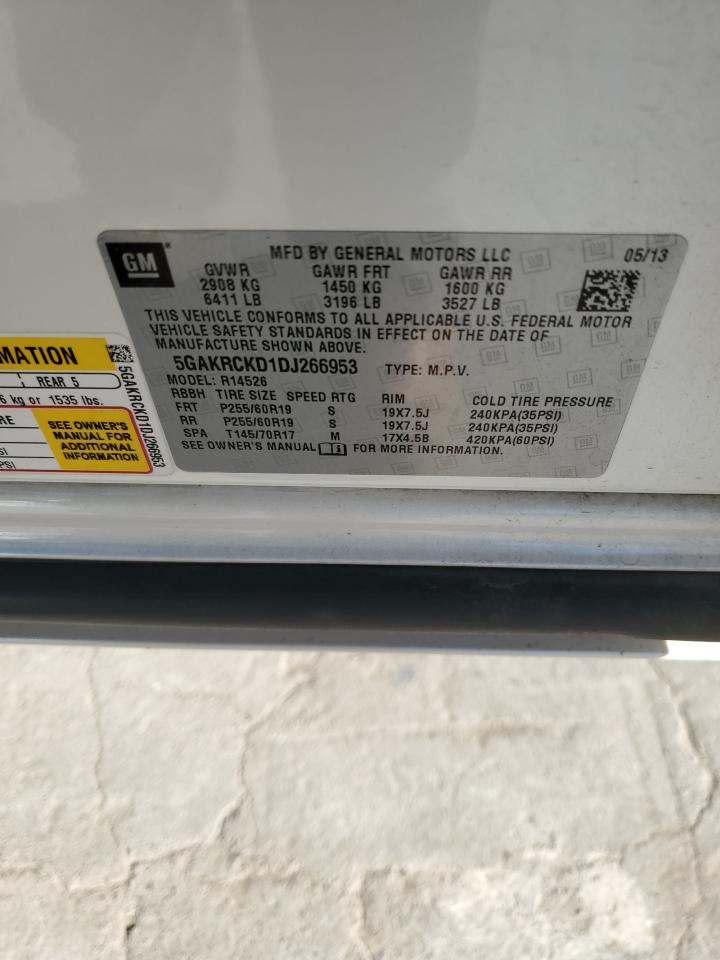 GM
MFD BY GENERAL MOTORS LLC 05/13
GVWR GAWR FRT GAWR RR
2908 KG 1450 KG 1600 KG
6411 LB 3196 LB 3527 LB
THIS VEHICLE CONFORMS TO ALL APPLICABLE U.S. FEDERAL MOTOR
VEHICLE SAFETY STANDARDS IN EFFECT ON THE DATE OF
MANUFACTURE SHOWN ABOVE.
5GAKRCKD1DJ266953 TYPE: M.P.V.
MODEL: R14526
RBBH TIRE SIZE SPEED RTG RIM COLD TIRE PRESSURE
FRT P255/60R19 S 19X7.5J 240KPA(35PSI)
RR P255/60R19 S 19X7.5J 240KPA(35PSI)
SPA T145/70R17 M 17X4.5B 420KPA(60PSI)
SEE OWNER'S MANUAL FOR MORE INFORMATION.
MATION
REAR 5
6 kg or 1535 lbs.
RE
SI
PSI
SEE OWNER'S
MANUAL FOR
ADDITIONAL
INFORMATION
5GAKRCKD1DJ266953